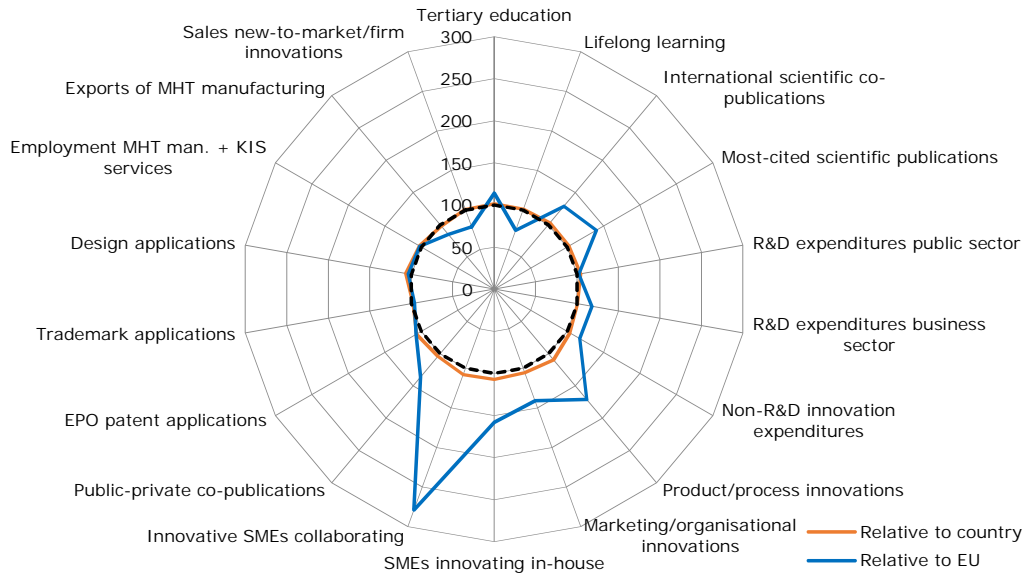 Tertiary education
Lifelong learning
International scientific co-
publications
Most-cited scientific publications
R&D expenditures public sector
R&D expenditures business
sector
Non-R&D innovation
expenditures
Product/process innovations
Marketing/organisational
innovations
SMEs innovating in-house
Innovative SMEs collaborating
Public-private co-publications
EPO patent applications
Trademark applications
Design applications
Employment MHT man. + KIS
services
Exports of MHT manufacturing
Sales new-to-market/firm
innovations
300
250
200
150
100
50
0
Relative to country
Relative to EU